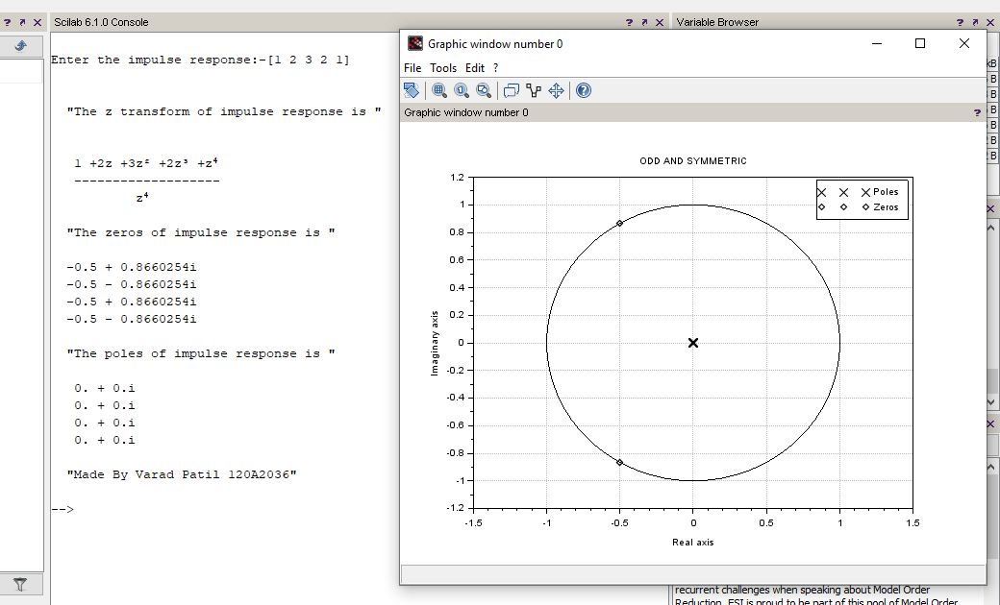 ? ↗ ✕ Scilab 6.1.0 Console ? ↗ ✕ Variable Browser ? ↗ ✕
Enter the impulse response:-[1 2 3 2 1]
"The z transform of impulse response is "
1 +2z +3z² +2z³ +z⁴
-------------------
z⁴
"The zeros of impulse response is "
-0.5 + 0.8660254i
-0.5 - 0.8660254i
-0.5 + 0.8660254i
-0.5 - 0.8660254i
"The poles of impulse response is "
0. + 0.i
0. + 0.i
0. + 0.i
0. + 0.i
"Made By Varad Patil 120A2036"
-->
Graphic window number 0
File Tools Edit ?
Graphic window number 0 ?
ODD AND SYMMETRIC
Poles
Zeros
1.2
1
0.8
0.6
0.4
0.2
0
-0.2
-0.4
-0.6
-0.8
-1
-1.2
Imaginary axis
-1.5 -1 -0.5 0 0.5 1 1.5
Real axis
kB
B
B
B
B
B
B
recurrent challenges when speaking about Model Order
Reduction. ESI is proud to be part of this pool of Model Order